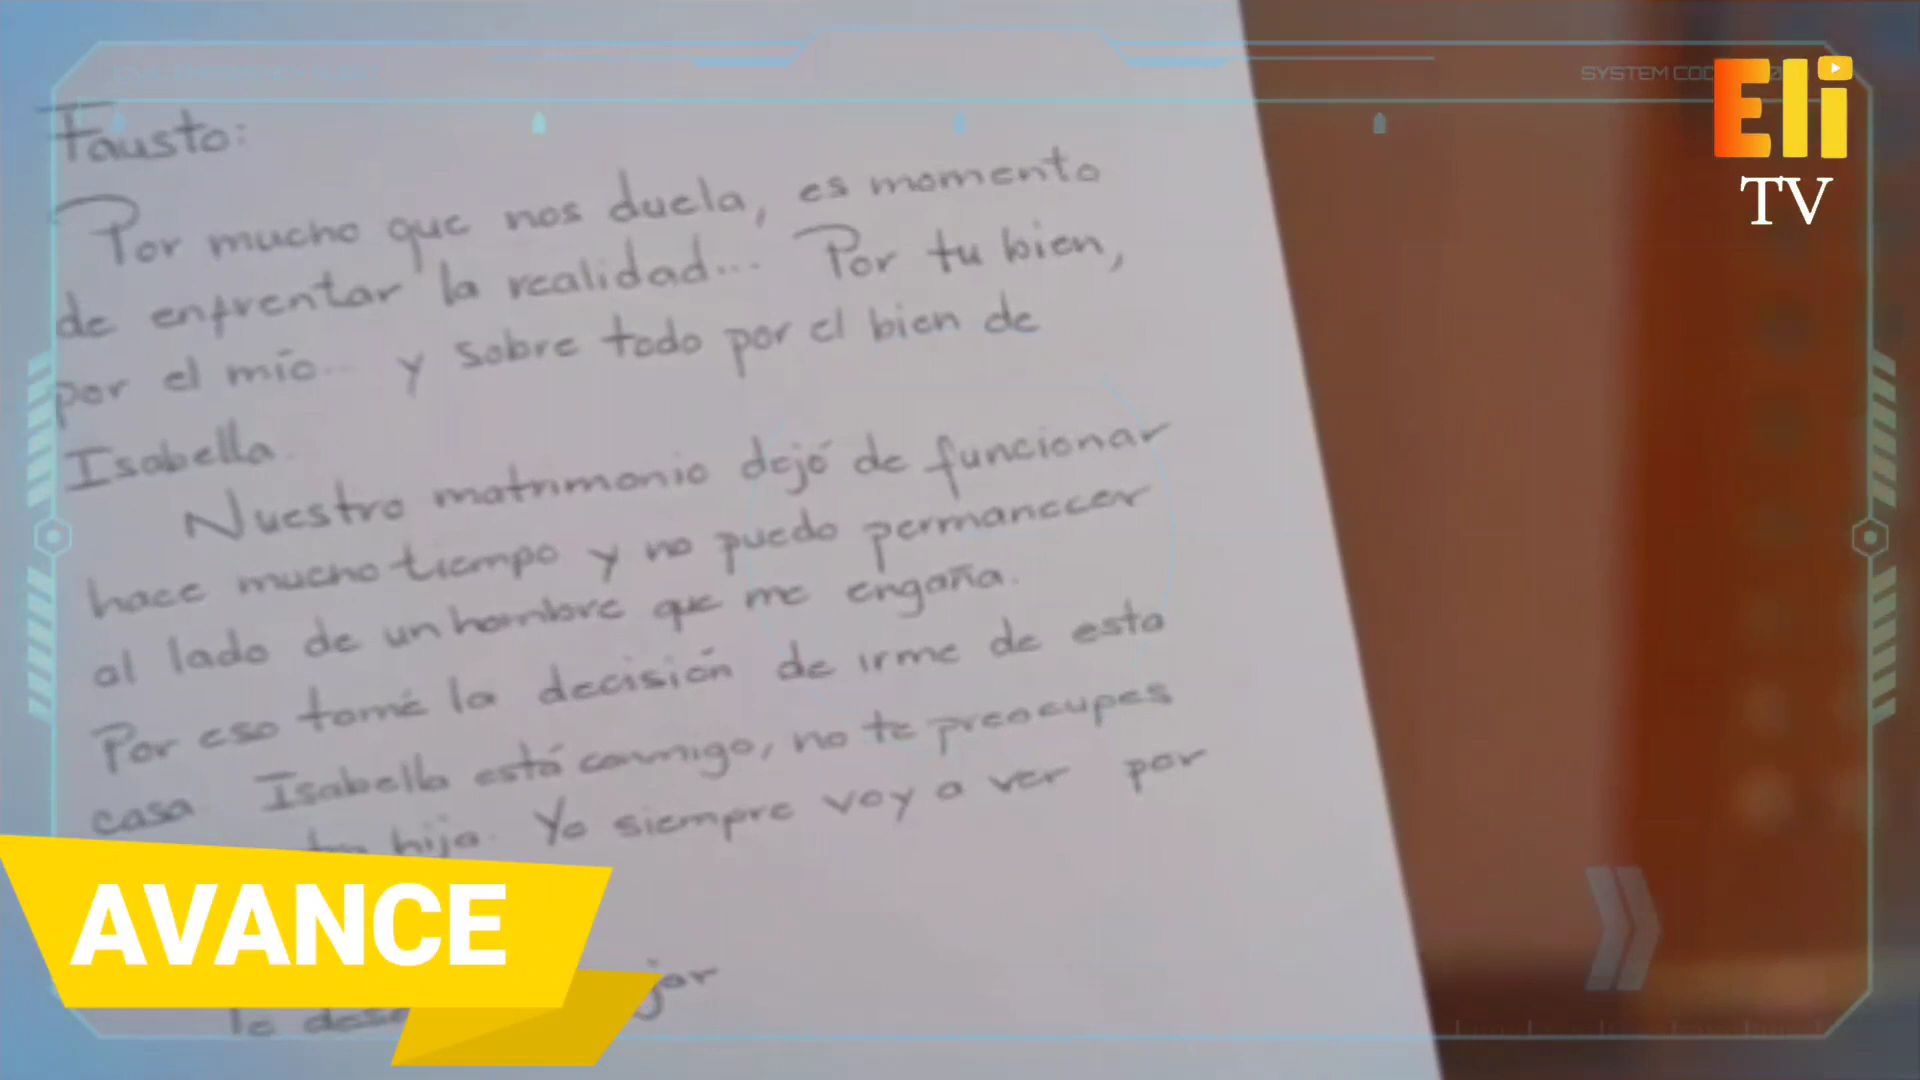 SYSTEM COD
Eli
TV
Fausto:
Por mucho que nos duela, es momento
de enfrentar la realidad... Por tu bien,
por el mío... y sobre todo por el bien de
Isabella.
Nuestro matrimonio dejó de funcionar
hace mucho tiempo y no puedo permanecer
al lado de un hombre que me engaña.
Por eso tomé la decisión de irme de esta
casa. Isabella está conmigo, no te preocupes
hija. Yo siempre voy a ver por
te
AVANCE